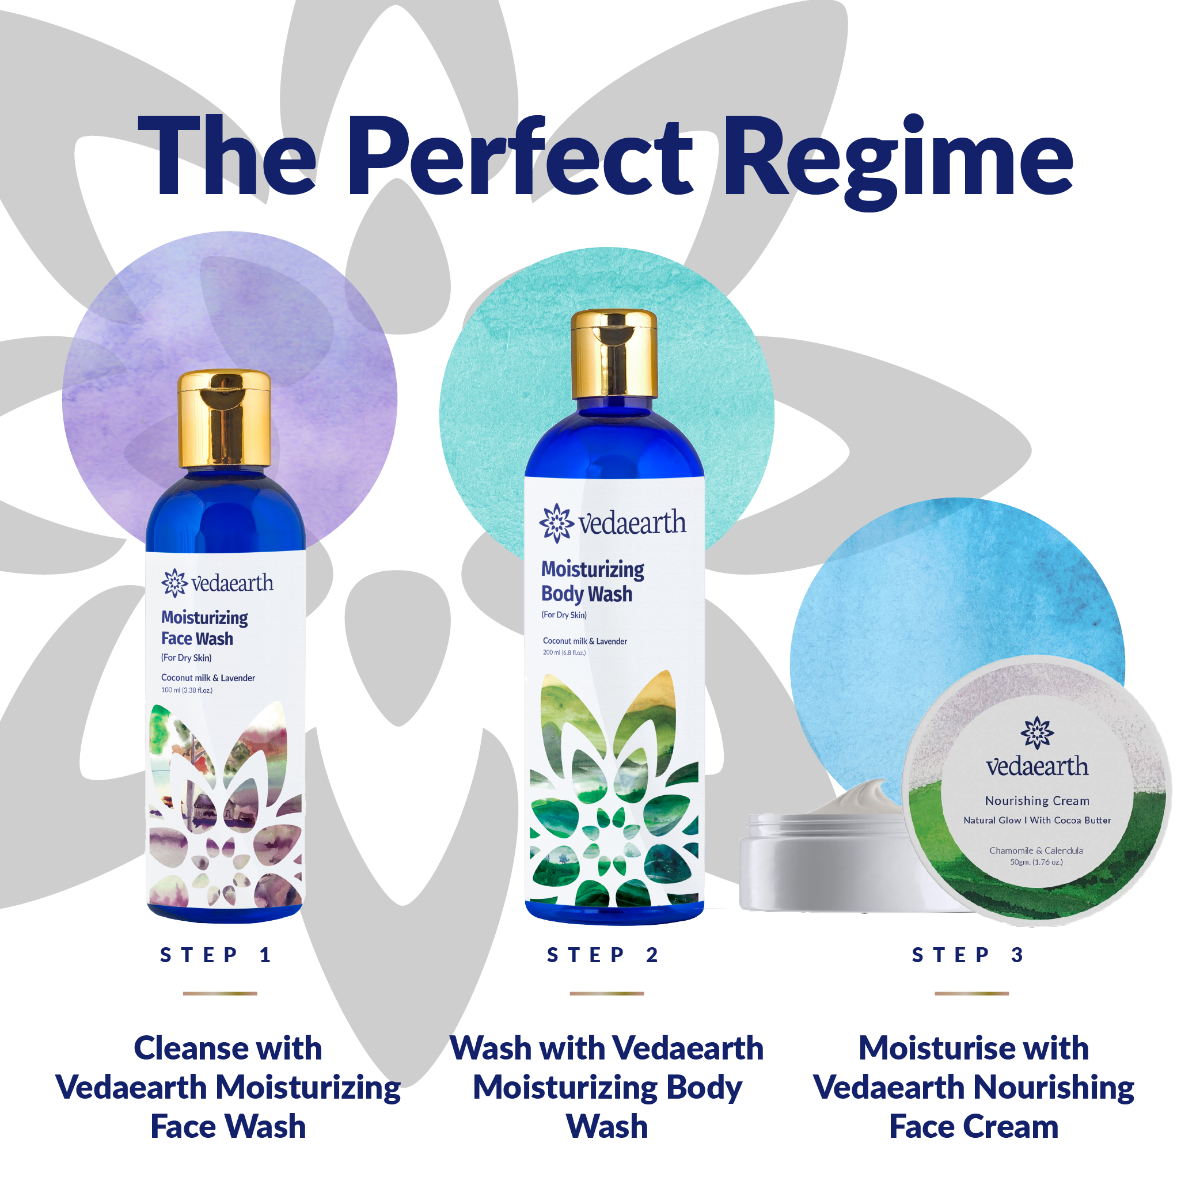 The Perfect Regime
vedaearth
Moisturizing
Face Wash
(For Dry Skin)
Coconut milk & Lavender
100 ml (3.38 fl.oz.)
vedaearth
Moisturizing
Body Wash
(For Dry Skin)
Coconut milk & Lavender
200 ml (6.8 fl.oz.)
vedaearth
Nourishing Cream
Natural Glow I With Cocoa Butter
Chamomile & Calendula
50gm. (1.76 oz.)
STEP 1
Cleanse with
Vedaearth Moisturizing
Face Wash
STEP 2
Wash with Vedaearth
Moisturizing Body
Wash
STEP 3
Moisturise with
Vedaearth Nourishing
Face Cream